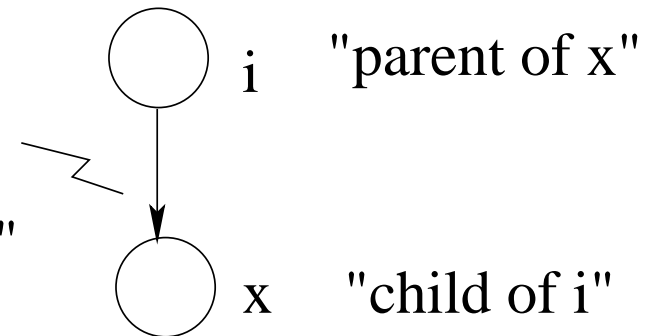 i "parent of x"
"
x "child of i"